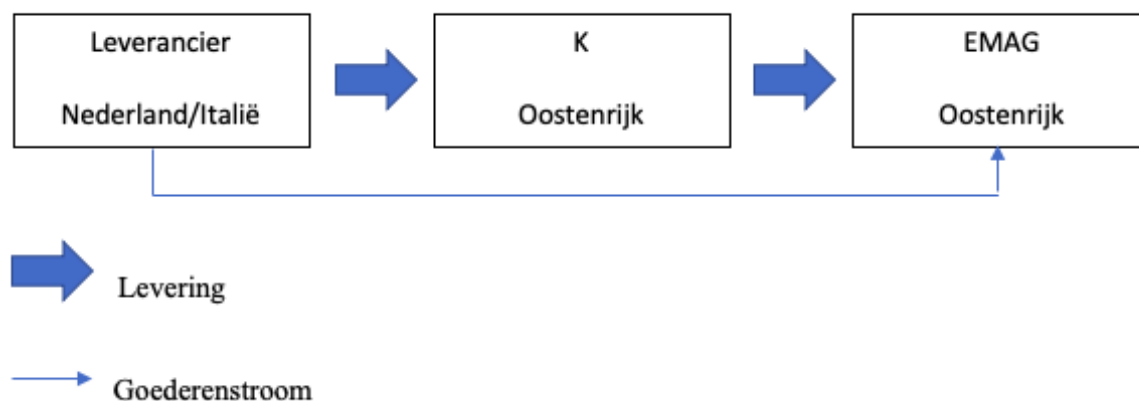 Leverancier
Nederland/Italië
K
Oostenrijk
EMAG
Oostenrijk
Levering
Goederenstroom